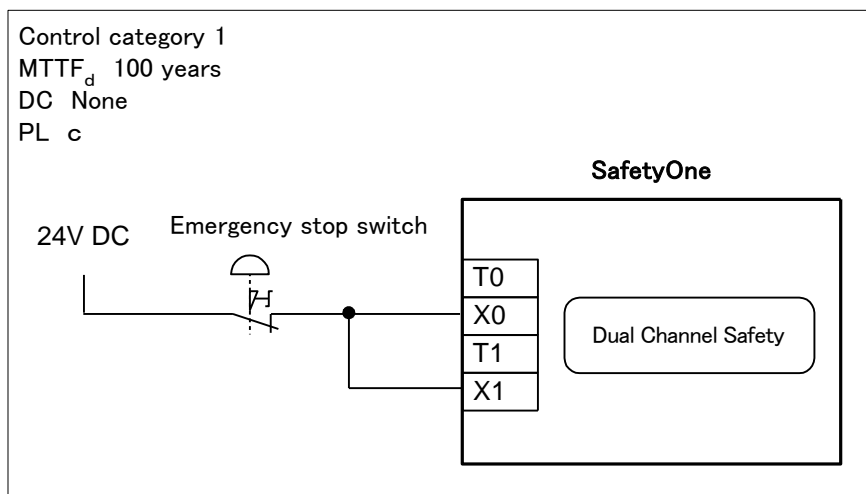 Control category 1
MTTFd 100 years
DC None
PL c
SafetyOne
24V DC
Emergency stop switch
T0
X0
T1
X1
Dual Channel Safety